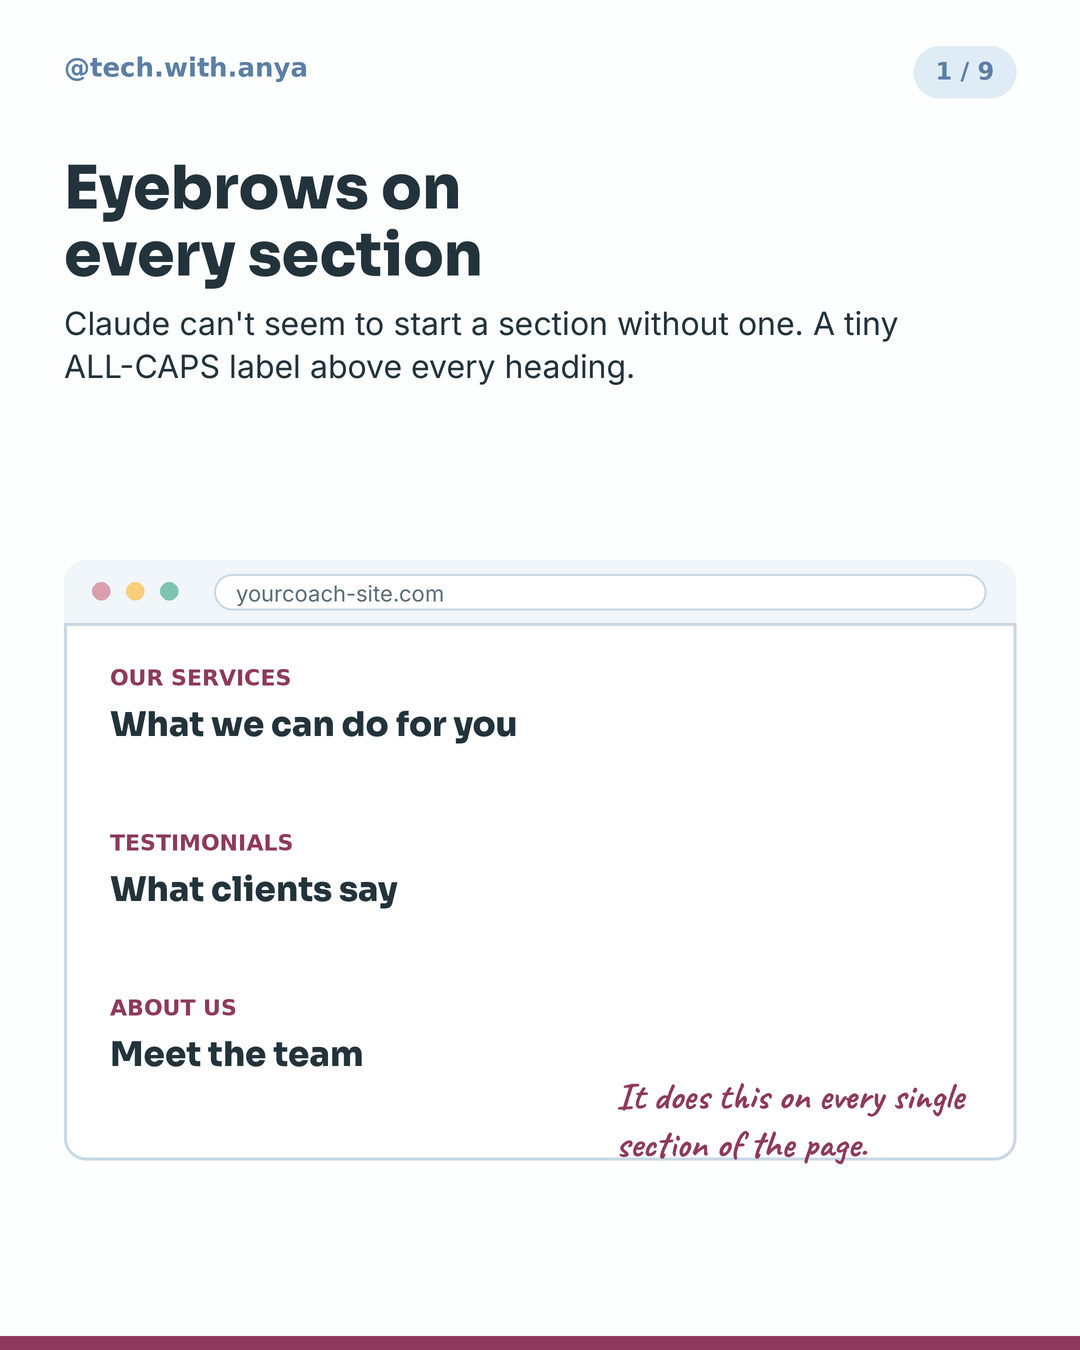 @tech.with.anya
1 / 9
Eyebrows on
every section
Claude can't seem to start a section without one. A tiny
ALL-CAPS label above every heading.
yourcoach-site.com
OUR SERVICES
What we can do for you
TESTIMONIALS
What clients say
ABOUT US
Meet the team
It does this on every single
section of the page.